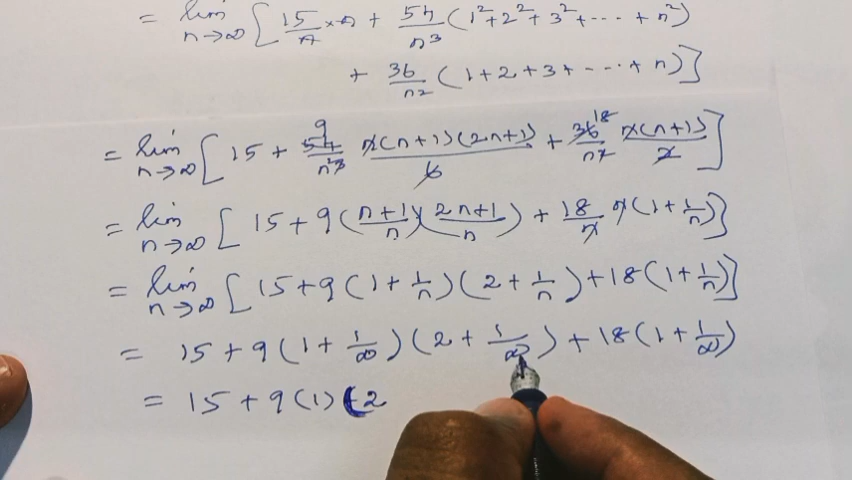 = lim n→∞ [ 15/n × n + 54/n³ (1²+2²+3²+---+n²)
+ 36/n² (1+2+3+---+n)]
= lim n→∞ [ 15 + 54/n³ 9 n² n(n+1)(2n+1)/6 + 36/n² 18 n(n+1)/2 ]
= lim n→∞ [ 15 + 9(n+1/n)(2n+1/n) + 18/n n(1+1/n)]
= lim n→∞ [ 15+9(1+1/n)(2+1/n)+18(1+1/n)]
= 15+9(1+1/∞)(2+1/∞)+18(1+1/∞)
= 15+9(1)(2